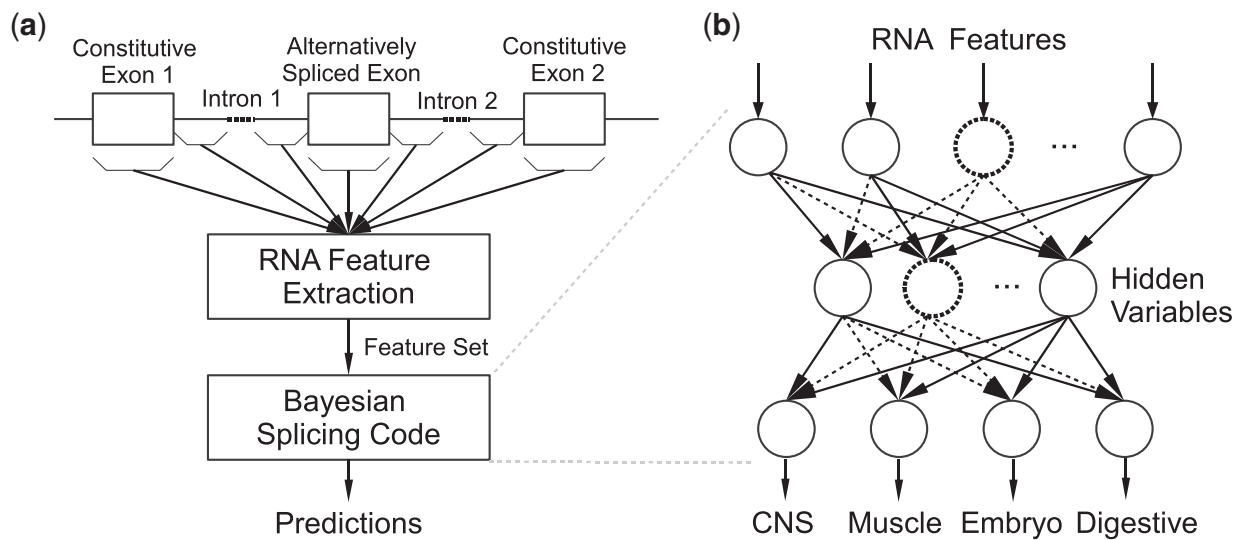 (a)
Constitutive
Exon 1
Alternatively
Spliced Exon
Constitutive
Exon 2
Intron 1
Intron 2
RNA Feature
Extraction
Feature Set
Bayesian
Splicing Code
Predictions
(b)
RNA Features
...
...
Hidden
Variables
CNS Muscle Embryo Digestive